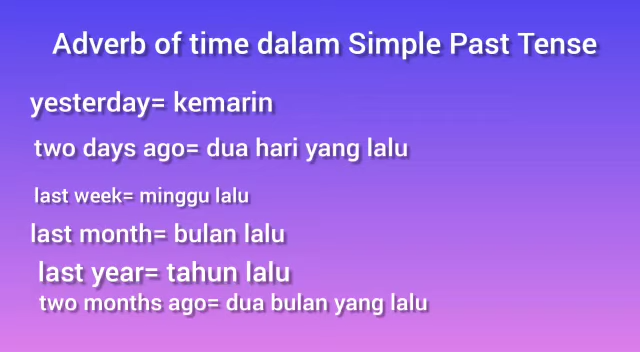 Adverb of time dalam Simple Past Tense
yesterday= kemarin
two days ago= dua hari yang lalu
last week= minggu lalu
last month= bulan lalu
last year= tahun lalu
two months ago= dua bulan yang lalu